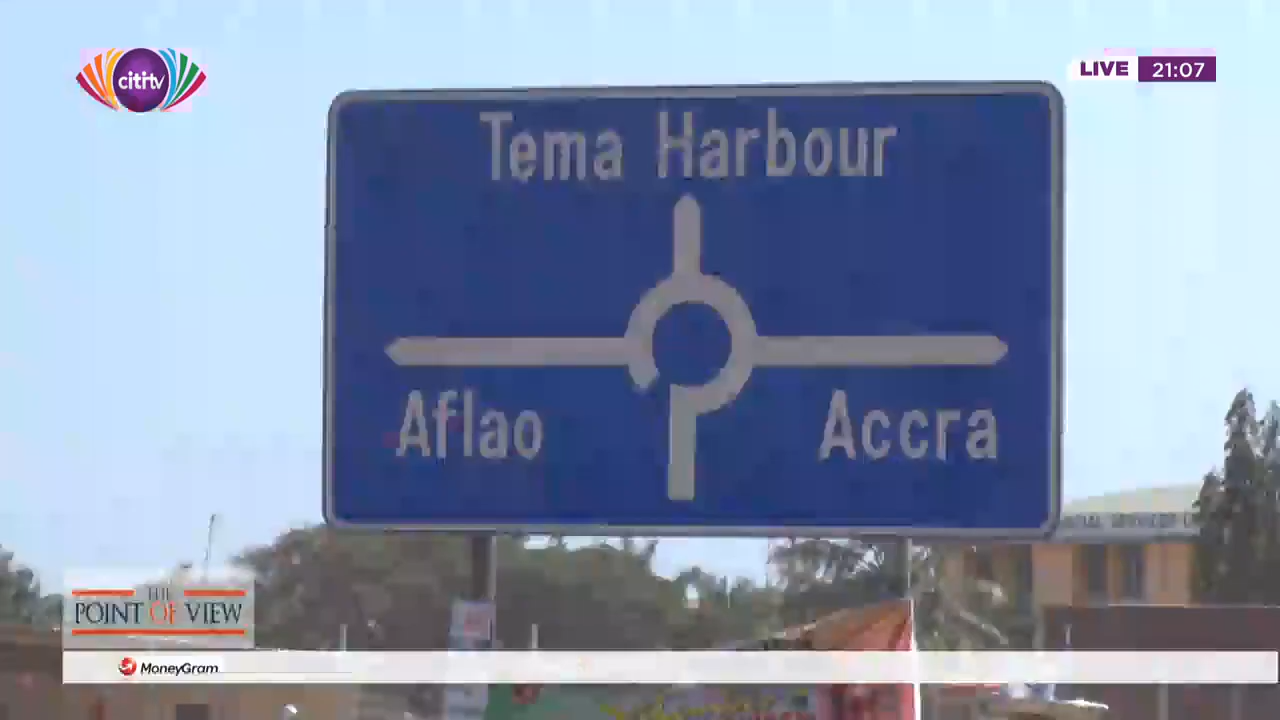 citi tv
LIVE 21:07
Tema Harbour
Aflao
Accra
THE
POINT OF VIEW
MoneyGram